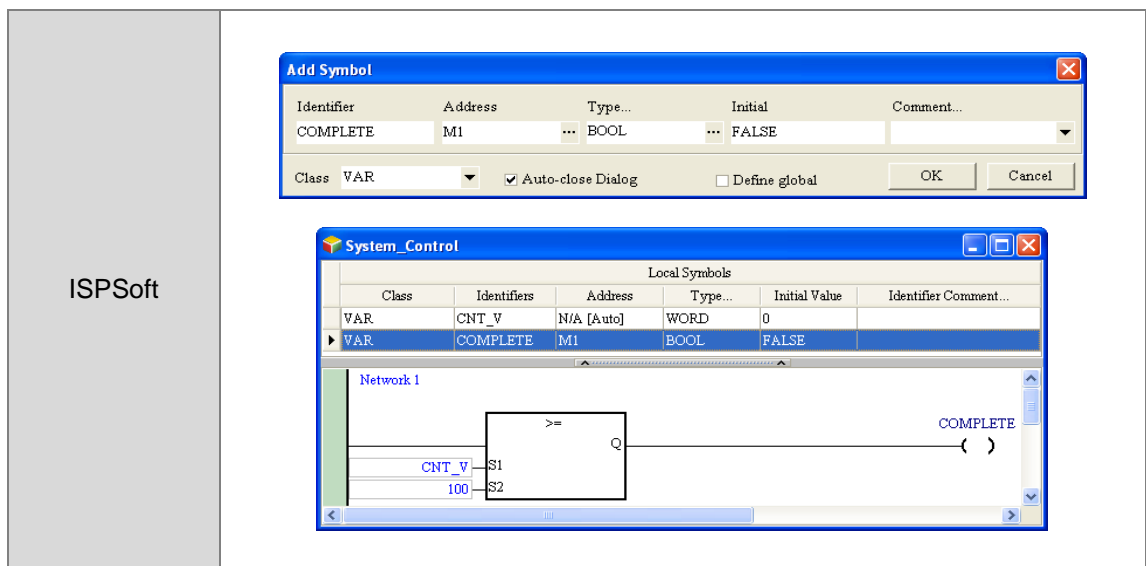 ISPSoft
Add Symbol
Identifier Address Type... Initial Comment...
COMPLETE M1 ... BOOL ... FALSE
Class VAR Auto-close Dialog Define global OK Cancel
System_Control
Local Symbols
Class Identifiers Address Type... Initial Value Identifier Comment...
VAR CNT_V N/A [Auto] WORD 0
VAR COMPLETE M1 BOOL FALSE
Network 1
>=
COMPLETE
Q
( )
CNT_V S1
100 S2